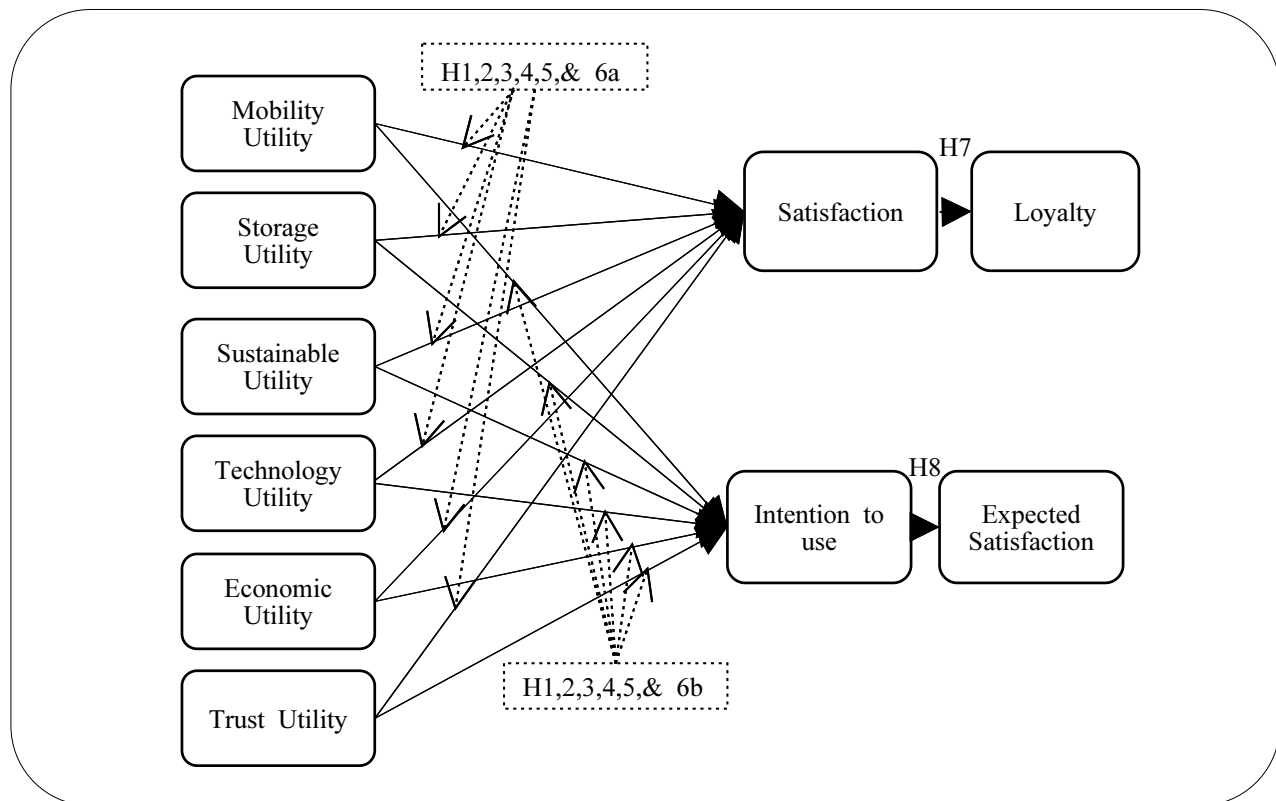 H1,2,3,4,5,& 6a
Mobility
Utility
Storage
Utility
Sustainable
Utility
Technology
Utility
Economic
Utility
Trust Utility
H7
Satisfaction
Loyalty
H8
Intention to
use
Expected
Satisfaction
H1,2,3,4,5,& 6b